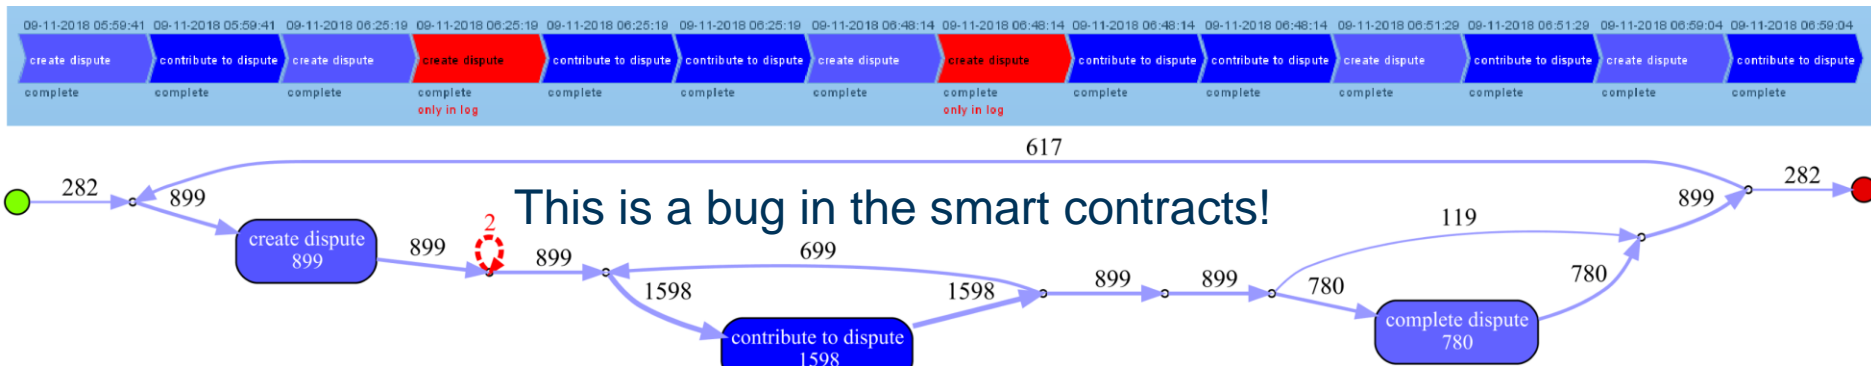 09-11-2018 05:59:41 09-11-2018 05:59:41 09-11-2018 06:25:19 09-11-2018 06:25:19 09-11-2018 06:25:19 09-11-2018 06:25:19 09-11-2018 06:48:14 09-11-2018 06:48:14 09-11-2018 06:48:14 09-11-2018 06:48:14 09-11-2018 06:51:29 09-11-2018 06:51:29 09-11-2018 06:59:04 09-11-2018 06:59:04
create dispute contribute to dispute create dispute create dispute contribute to dispute contribute to dispute create dispute create dispute contribute to dispute contribute to dispute create dispute contribute to dispute create dispute contribute to dispute
complete complete complete complete complete complete complete complete complete complete complete complete complete complete
only in log only in log
617
282
899
This is a bug in the smart contracts!
282
899
2
119
create dispute
899
899
899
699
1598
1598
899
899
780
780
contribute to dispute
1598
complete dispute
780